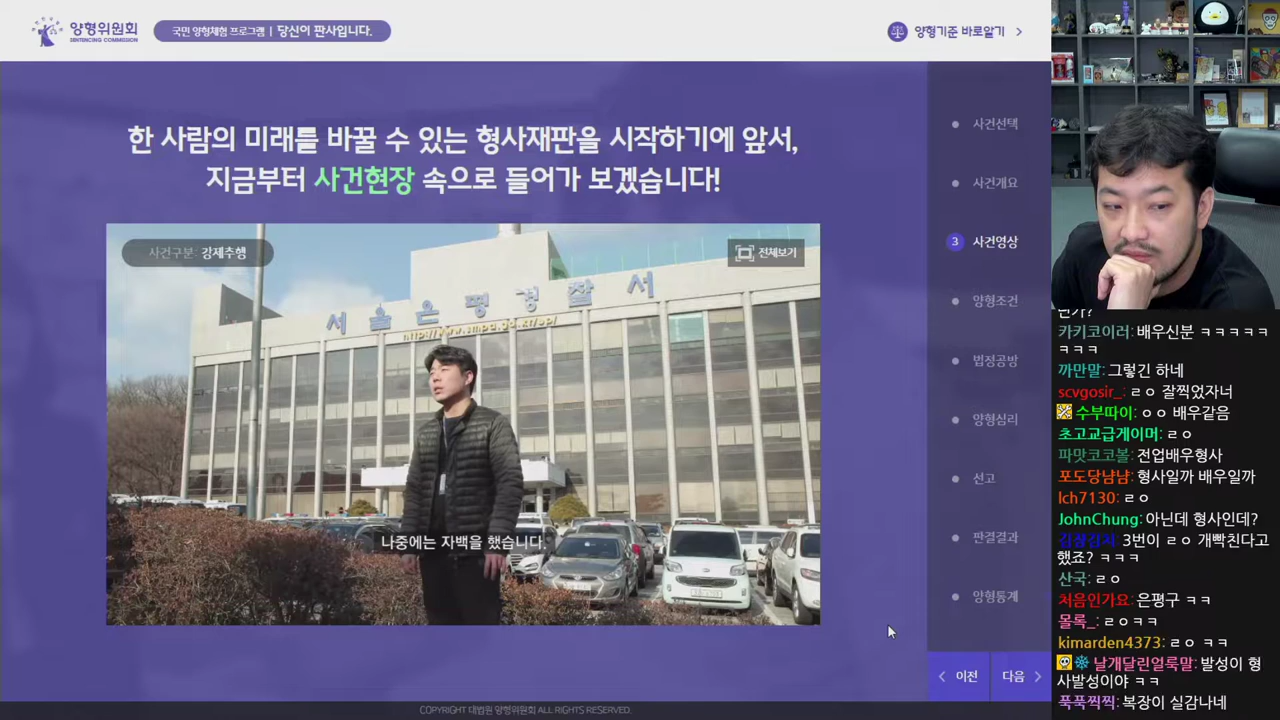 양형위원회
SENTENCING COMMISSION
국민 양형체험 프로그램 | 당신이 판사입니다.
양형기준 바로알기
한 사람의 미래를 바꿀 수 있는 형사재판을 시작하기에 앞서,
지금부터 사건현장 속으로 들어가 보겠습니다!
사건구분: 강제추행
전체보기
서울은평경찰서
http://www.smpa.go.kr/ep/
나중에는 자백을 했습니다.
사건선택
사건개요
3 사건영상
양형조건
법정공방
양형심리
선고
판결결과
양형통계
이전
다음
COPYRIGHT 대법원 양형위원회 ALL RIGHTS RESERVED.
카키코이러: 배우신분 ㅋㅋㅋㅋㅋ
ㅋㅋㅋ
까만말: 그렇긴 하네
scvgosir_: ㄹㅇ 잘찍었자너
수부따이: ㅇㅇ 배우같음
초고교급게이머: ㄹㅇ
파맛코코볼: 전업배우형사
포도당냠냠: 형사일까 배우일까
lch7130: ㄹㅇ
JohnChung: 아닌데 형사인데?
3번이 ㄹㅇ 개빡친다고
했죠? ㅋㅋㅋ
산국: ㄹㅇ
처음인가요: 은평구 ㅋㅋ
몰록_: ㄹㅇㅋㅋ
kimarden4373: ㄹㅇ ㅋㅋ
날개달린얼룩말: 발성이 형
사발성이야 ㅋㅋ
푹푹찍찍: 복장이 실감나네